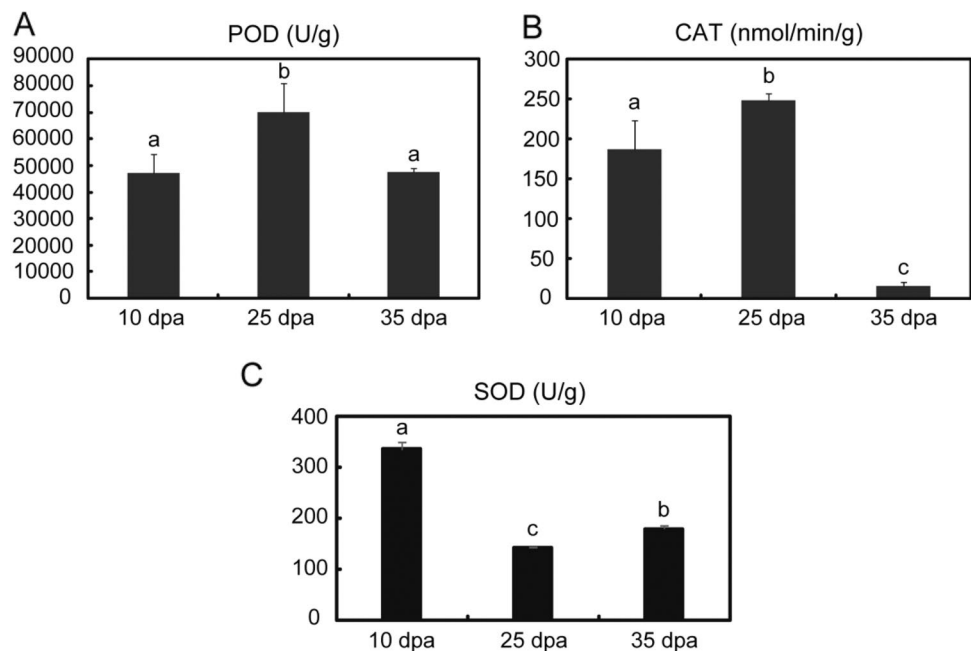 A
POD (U/g)
90000
80000
70000
60000
50000
40000
30000
20000
10000
0
a
b
a
10 dpa 25 dpa 35 dpa
B
CAT (nmol/min/g)
300
250
200
150
100
50
0
a
b
c
10 dpa 25 dpa 35 dpa
C
SOD (U/g)
400
300
200
100
0
a
c
b
10 dpa 25 dpa 35 dpa